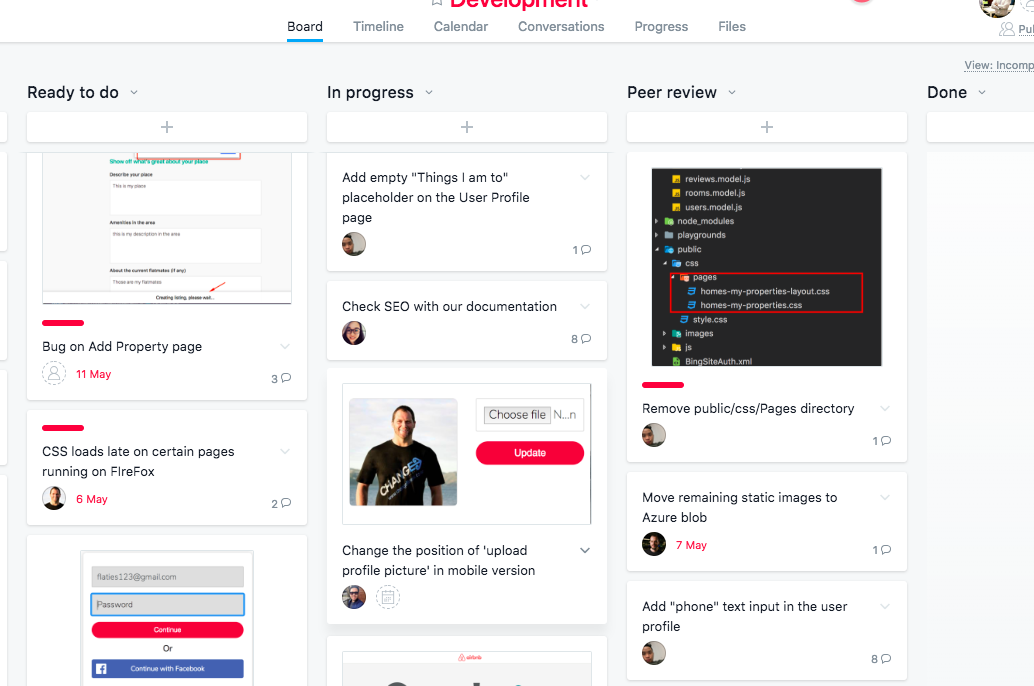 Development
Board
Timeline
Calendar
Conversations
Progress
Files
View: Incomp
Ready to do
In progress
Peer review
Done
Show off what's great about your place
Describe your place
This is my place
Amenities in the area
this is my description in the area
About the current flatmates (if any)
Those are my flatmates
Creating listing, please wait...
Bug on Add Property page
11 May
3
CSS loads late on certain pages
running on FIreFox
6 May
2
flaties123@gmail.com
Password
Continue
Or
Continue with Facebook
Add empty "Things I am to"
placeholder on the User Profile
page
1
Check SEO with our documentation
8
Choose file N...n
Update
CHANGE
Change the position of 'upload
profile picture' in mobile version
airbnb
reviews.model.js
rooms.model.js
users.model.js
node_modules
playgrounds
public
css
pages
homes-my-properties-layout.css
homes-my-properties.css
style.css
images
js
BingSiteAuth.xml
Remove public/css/Pages directory
1
Move remaining static images to
Azure blob
7 May
1
Add "phone" text input in the user
profile
8